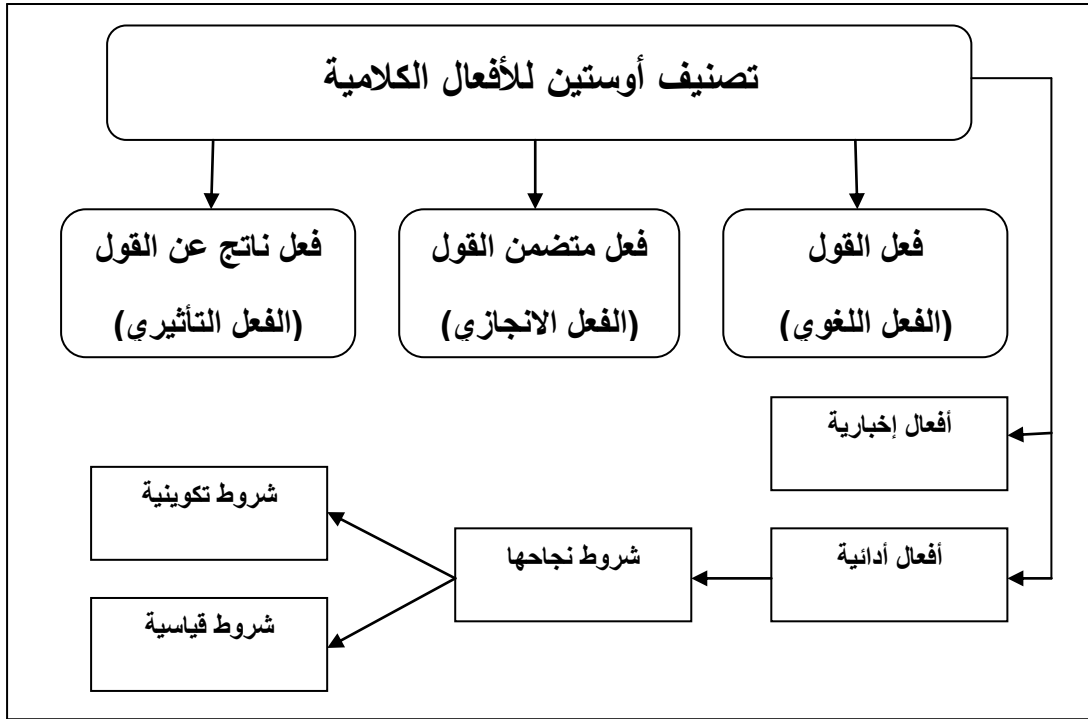 تصنيف أوستين للأفعال الكلامية
فعل القول
(الفعل اللغوي)
فعل متضمن القول
(الفعل الانجازي)
فعل ناتج عن القول
(الفعل التأثيري)
أفعال إخبارية
أفعال أدائية
شروط نجاحها
شروط تكوينية
شروط قياسية